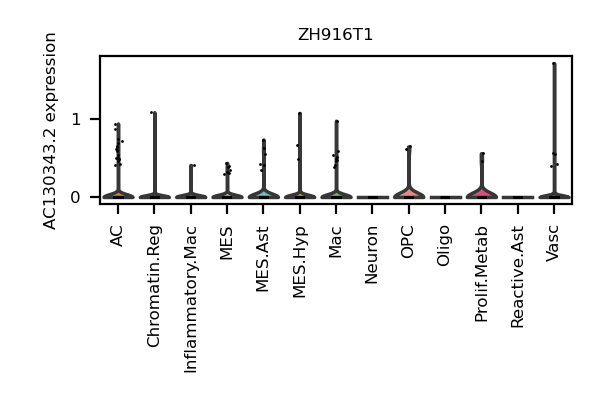 ZH916T1
AC130343.2 expression
1
0
AC
Chromatin.Reg
Inflammatory.Mac
MES
MES.Ast
MES.Hyp
Mac
Neuron
OPC
Oligo
Prolif.Metab
Reactive.Ast
Vasc